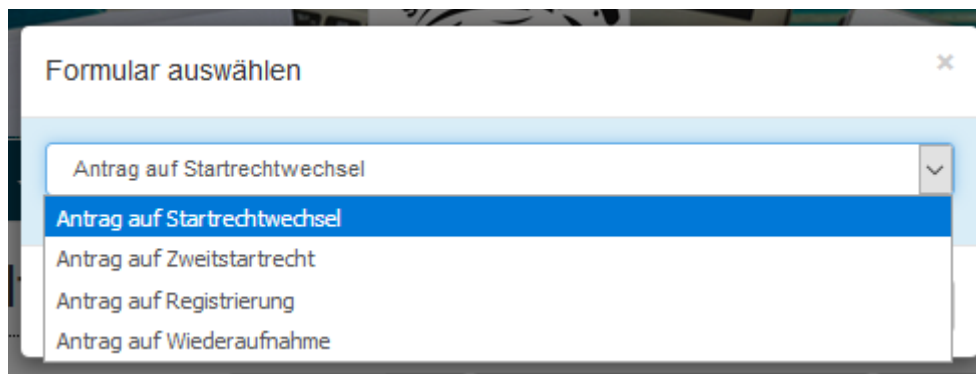 Formular auswählen
×
Antrag auf Startrechtwechsel
Antrag auf Startrechtwechsel
Antrag auf Zweitstartrecht
Antrag auf Registrierung
Antrag auf Wiederaufnahme